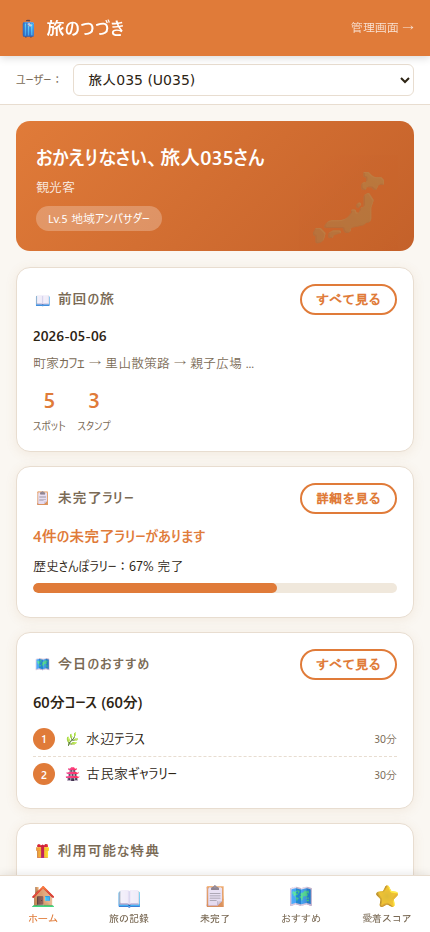 旅のつづき
管理画面 →
ユーザー：
旅人035 (U035)
おかえりなさい、旅人035さん
観光客
Lv.5 地域アンバサダー
前回の旅
すべて見る
2026-05-06
町家カフェ → 里山散策路 → 親子広場 ...
5
3
スポット
スタンプ
未完了ラリー
詳細を見る
4件の未完了ラリーがあります
歴史さんぽラリー：67% 完了
今日のおすすめ
すべて見る
60分コース (60分)
1 水辺テラス 30分
2 古民家ギャラリー 30分
利用可能な特典
ホーム
旅の記録
未完了
おすすめ
愛着スコア